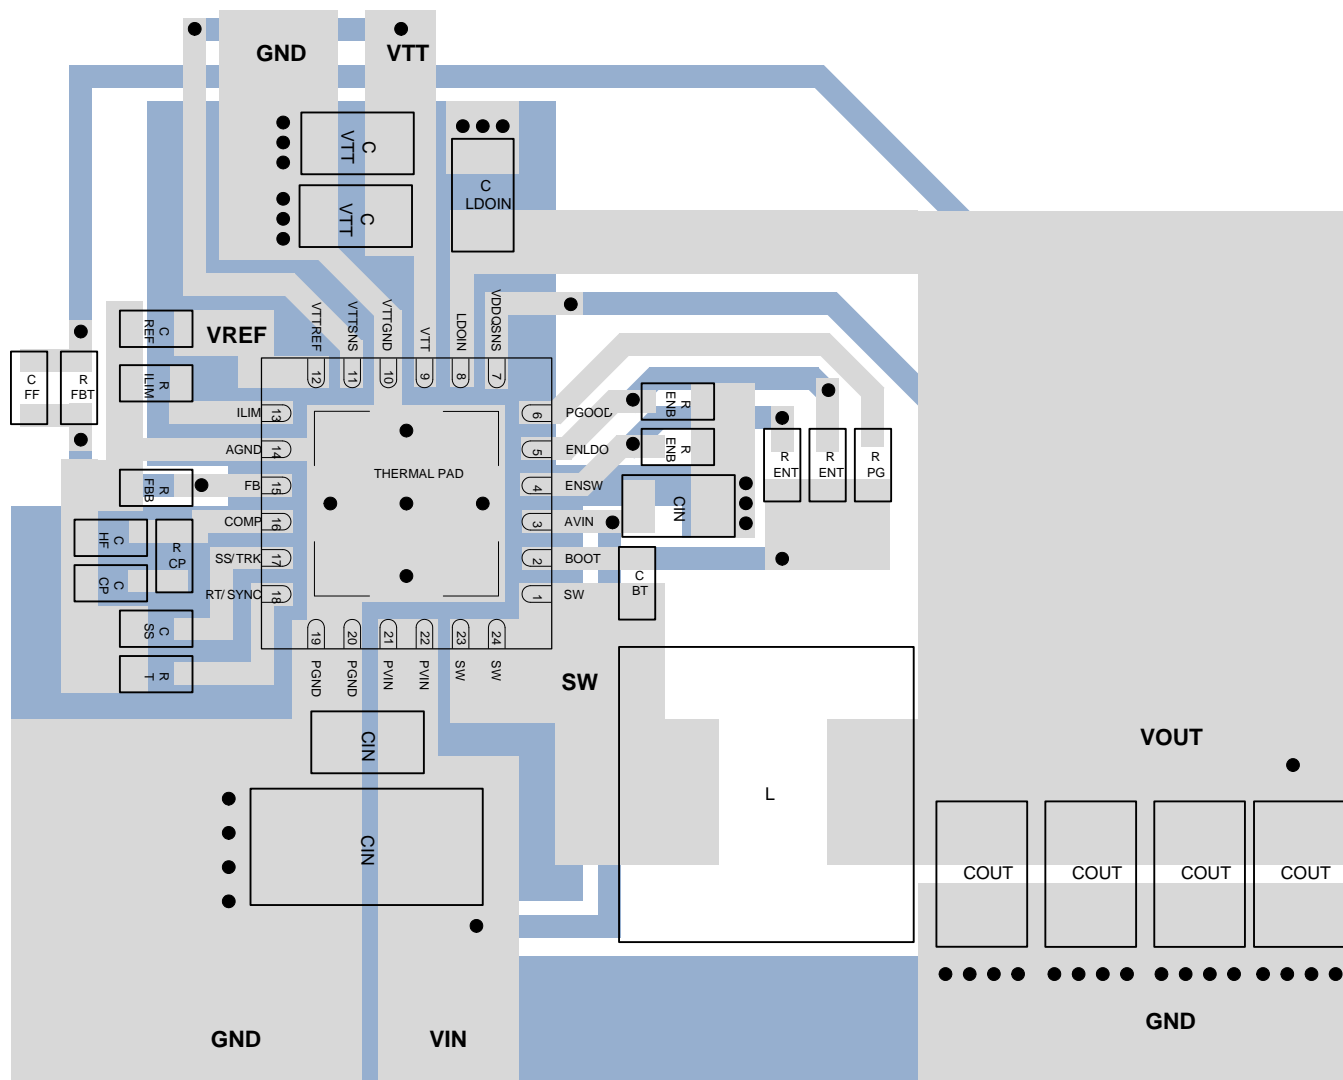 GND
VTT
C
VTT
C
VTT
C
LDOIN
VTTREF
VTTSNS
VTTGND
VTT
LDOIN
VDDQSNS
12
11
10
9
8
7
VREF
C
REF
R
ILIM
C
FF
R
FBT
ILIM
13
AGND
14
FB
15
COMP
16
SS/TRK
17
RT/SYNC
18
R
FBB
C
HF
R
CP
C
CP
C
SS
R
T
THERMAL PAD
6
PGOOD
5
ENLDO
4
ENSW
3
AVIN
2
BOOT
1
SW
R
ENB
R
ENB
R
ENT
R
ENT
R
PG
CIN
C
BT
19
20
21
22
23
24
PGND
PGND
PVIN
PVIN
SW
SW
SW
CIN
CIN
L
VOUT
COUT
COUT
COUT
COUT
GND
VIN
GND